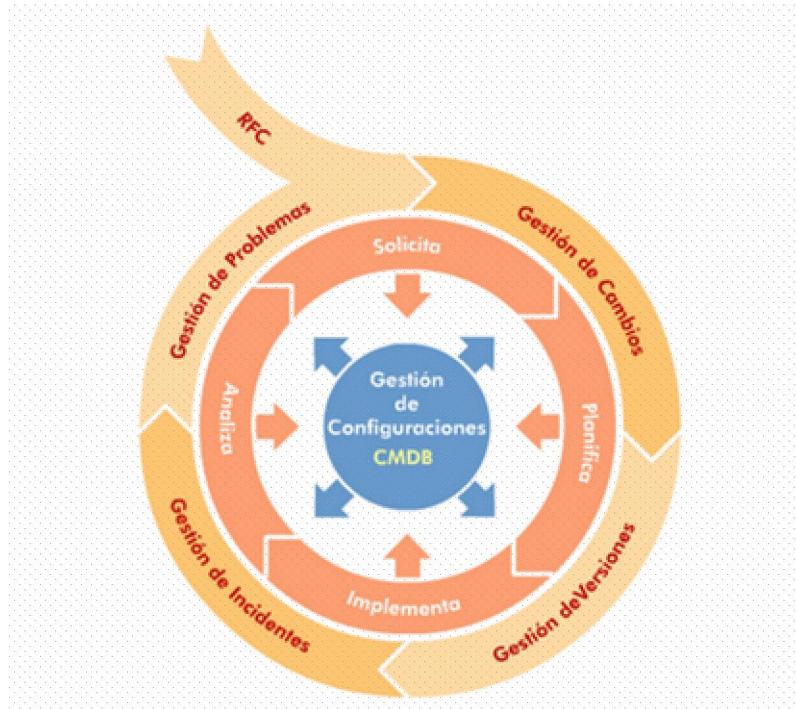 RFC
Gestión de Problemas
Gestión de Cambios
Solicita
Analiza
Gestión
de
Configuraciones
CMDB
Planifica
Implementa
Gestión de Incidentes
Gestión deVersiones